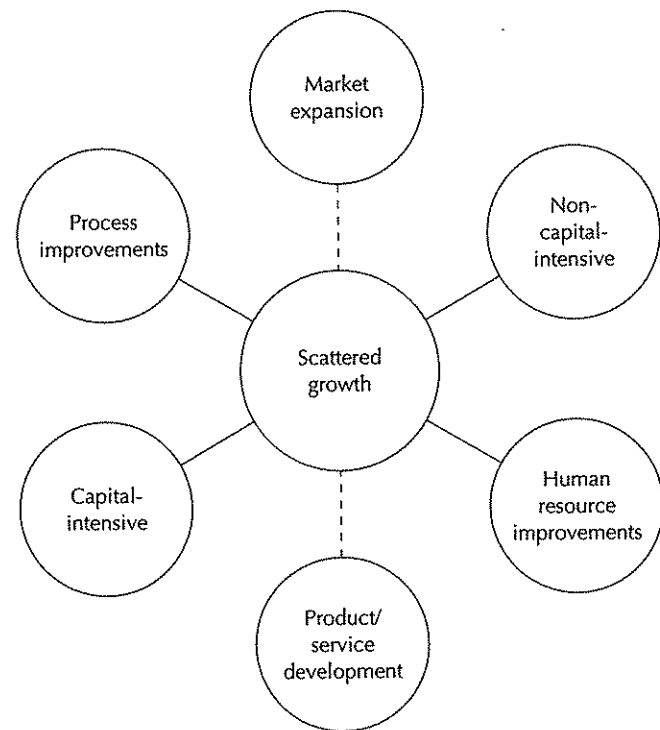 Market
expansion
Process
improvements
Non-
capital-
intensive
Scattered
growth
Capital-
intensive
Human
resource
improvements
Product/
service
development